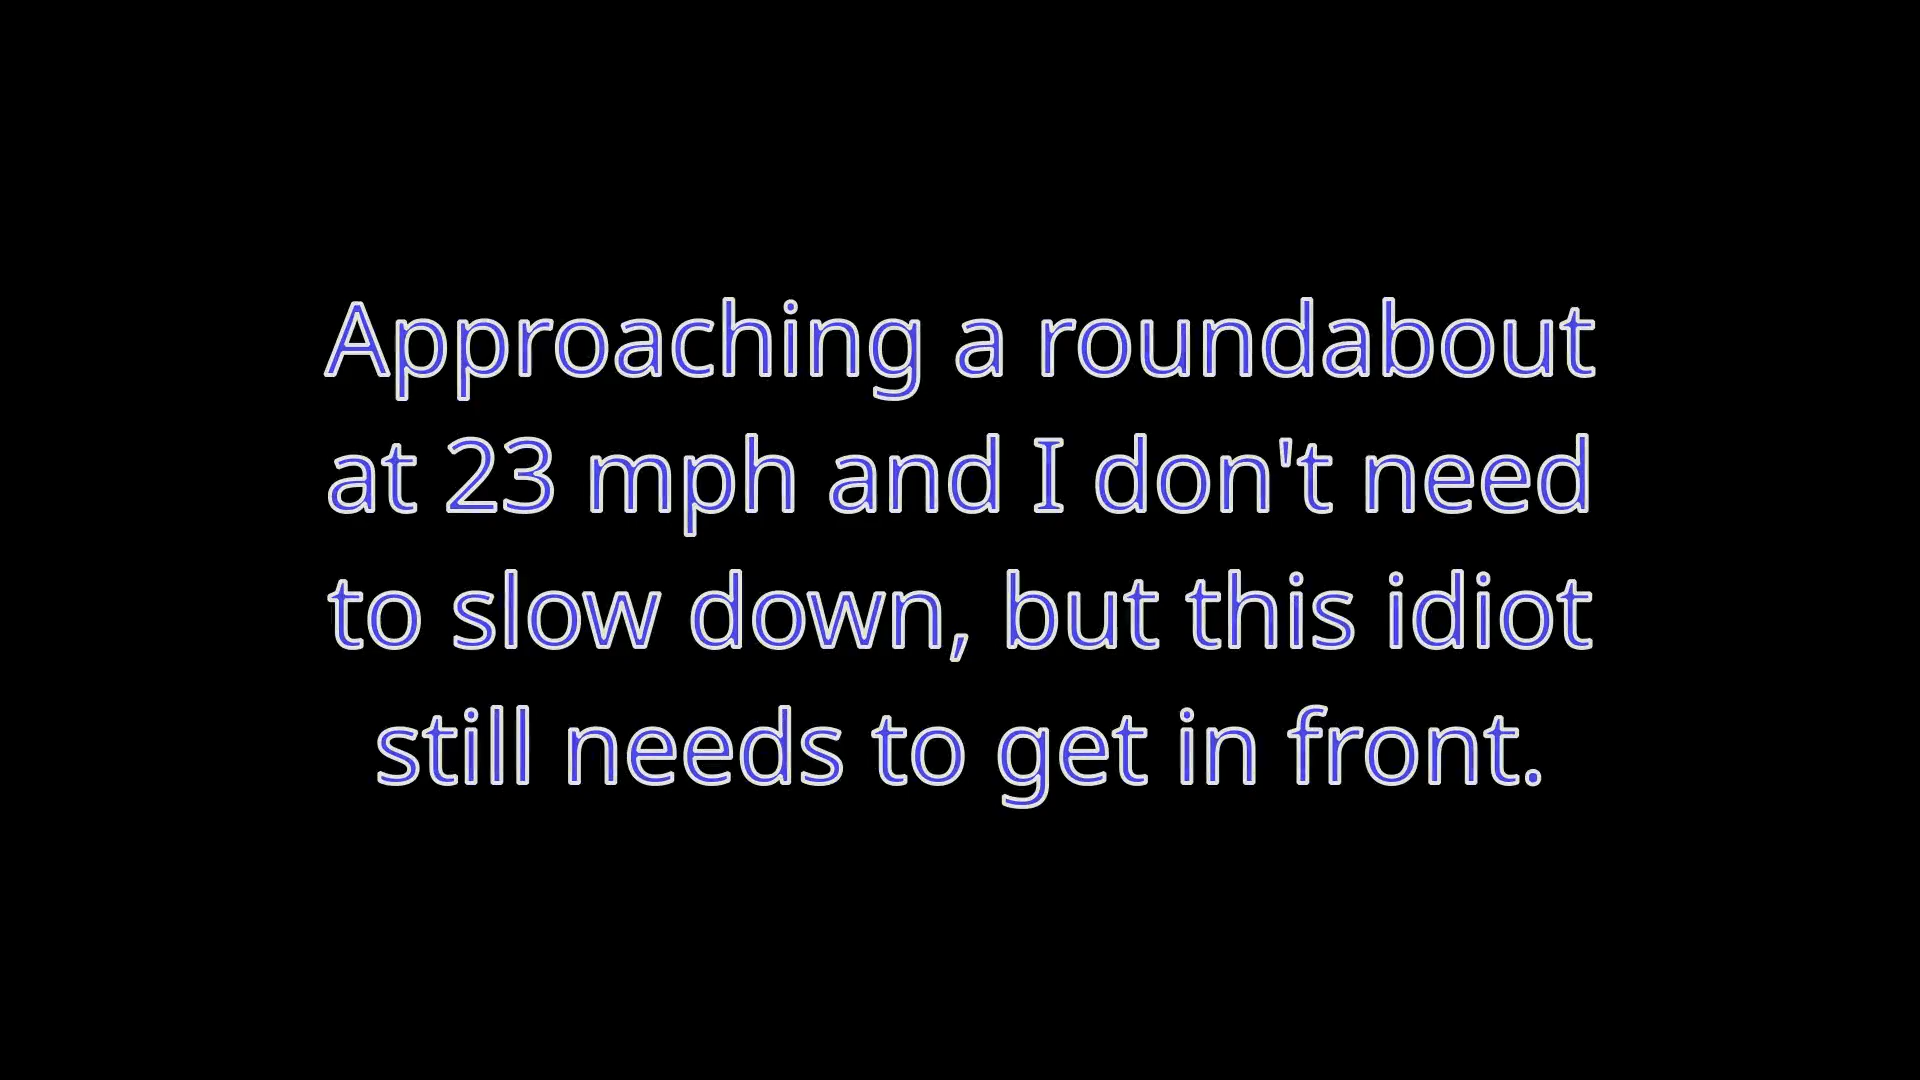 Approaching a roundabout
at 23 mph and I don't need
to slow down, but this idiot
still needs to get in front.